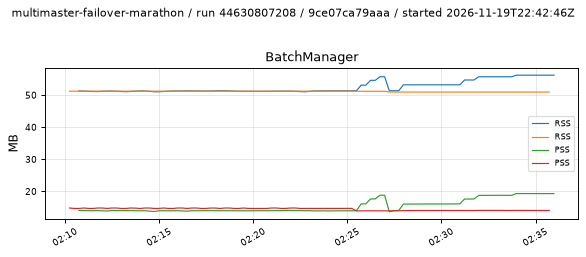 multimaster-failover-marathon / run 44630807208 / 9ce07ca79aaa / started 2026-11-19T22:42:46Z
BatchManager
MB
50
40
30
20
RSS
RSS
PSS
PSS
02:10
02:15
02:20
02:25
02:30
02:35